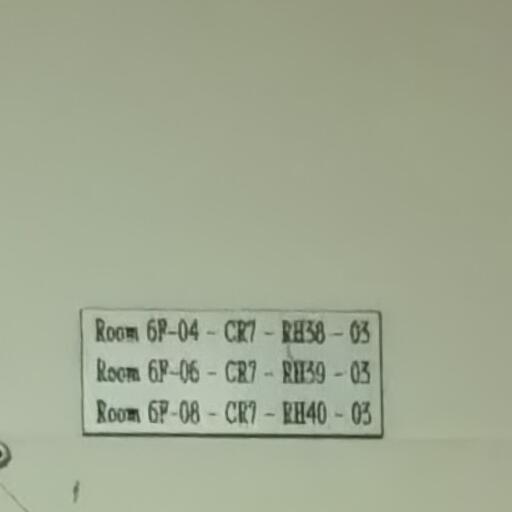 Room 6F-04 - CR7 - RH38 - 03
Room 6F-06 - CR7 - RH39 - 03
Room 6F-08 - CR7 - RH40 - 03